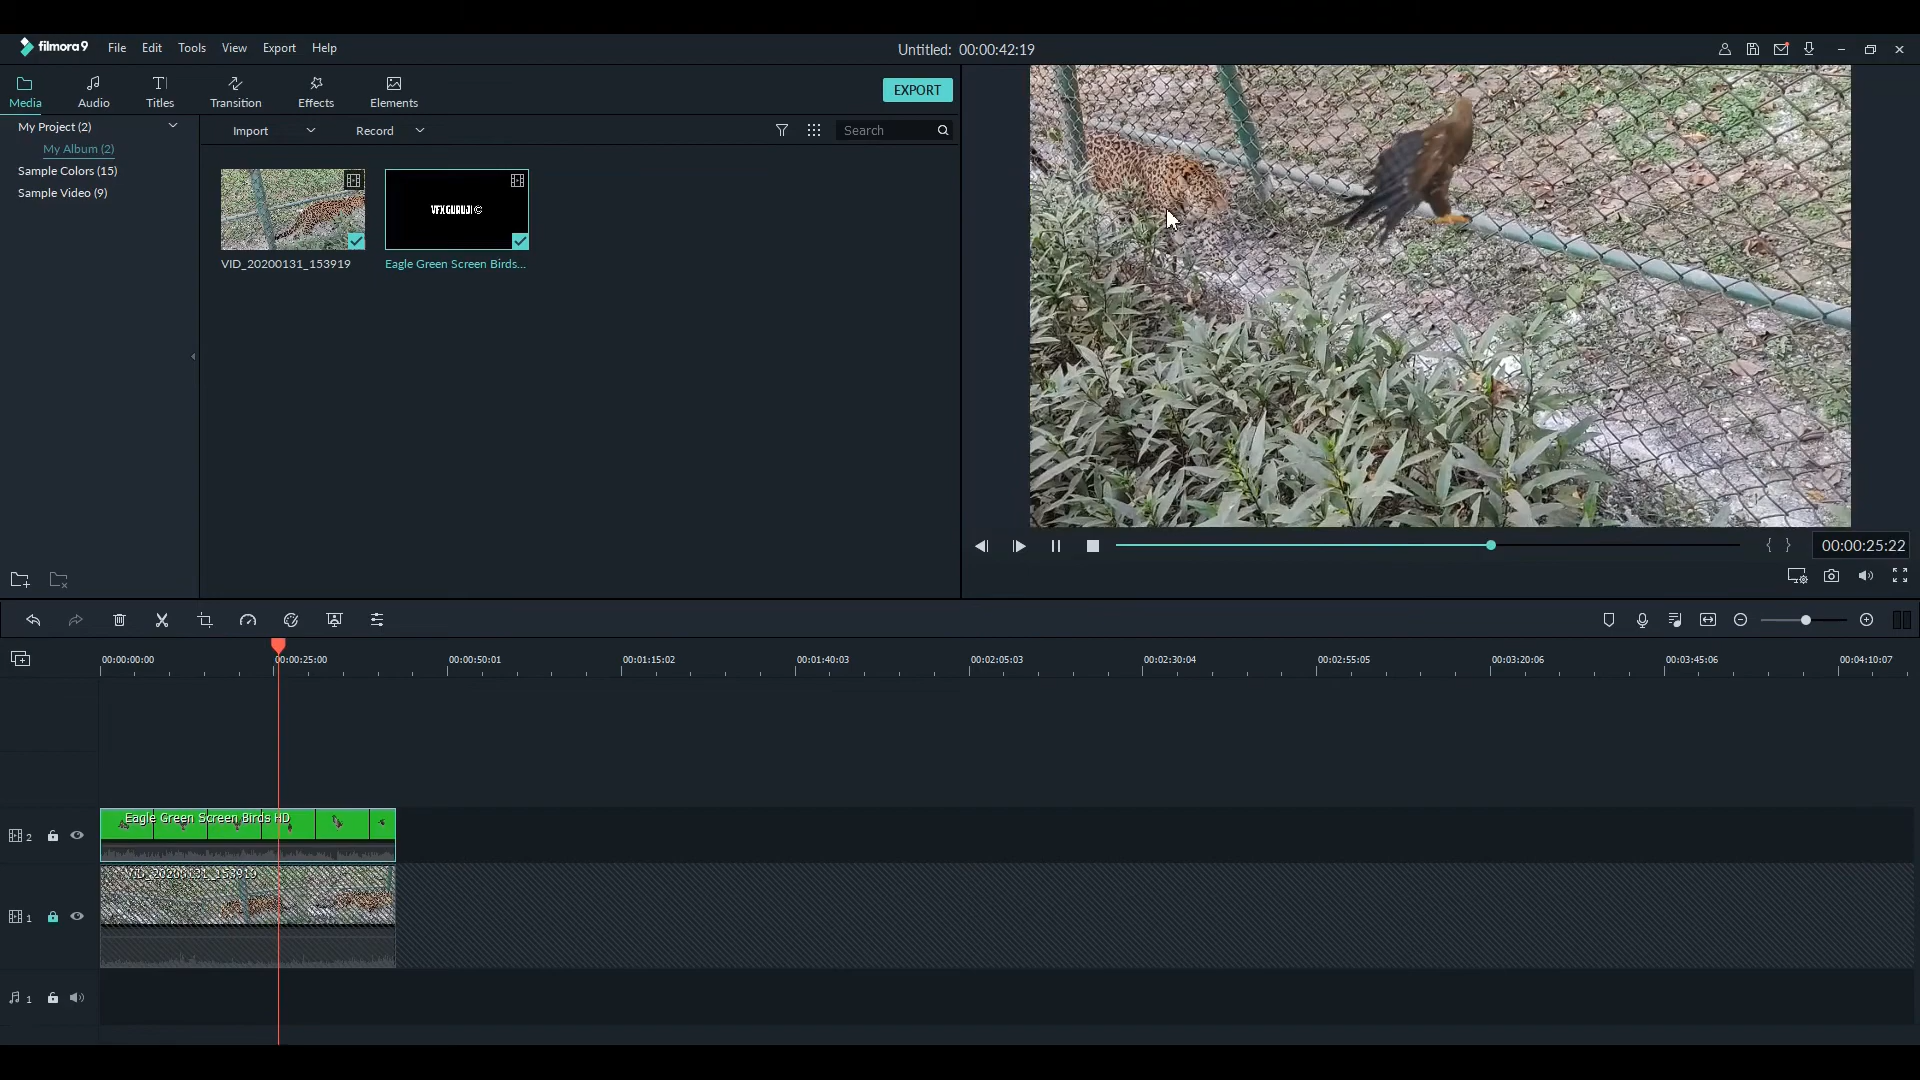 filmora9 File Edit Tools View Export Help Untitled: 00:00:42:19
Media Audio Titles Transition Effects Elements EXPORT
My Project (2) Import Record Search
My Album (2)
Sample Colors (15)
Sample Video (9)
VFXGURUJI ©
VID_20200131_153919 Eagle Green Screen Birds...
{ } 00:00:25:22
00:00:00:00 00:00:25:00 00:00:50:01 00:01:15:02 00:01:40:03 00:02:05:03 00:02:30:04 00:02:55:05 00:03:20:06 00:03:45:06 00:04:10:07
Eagle Green Screen Birds HD
2
VID_20200131_153919
1
1